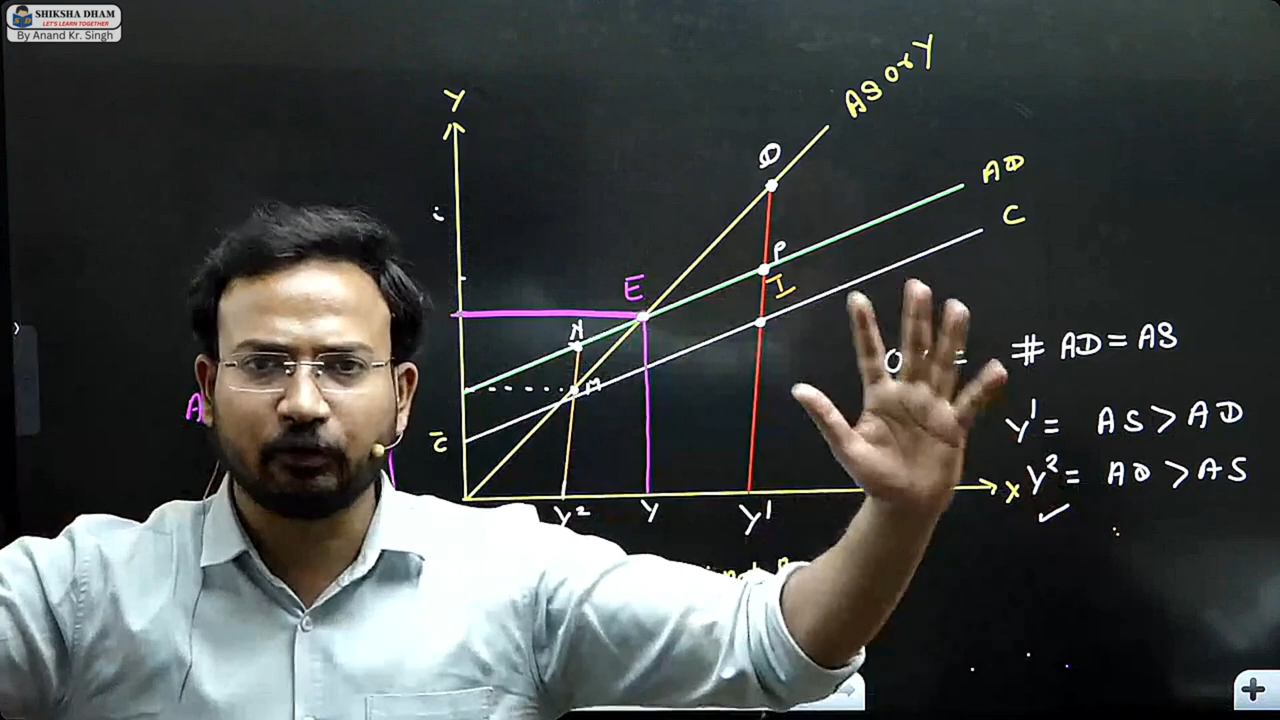 SHIKSHA DHAM
LET'S LEARN TOGETHER
By Anand Kr. Singh
Y
AS or Y
D
AD
C
P
E
I
N
M
# AD = AS
C̅
Y¹ = AS > AD
X
Y² = AD > AS
Y² Y Y¹
A